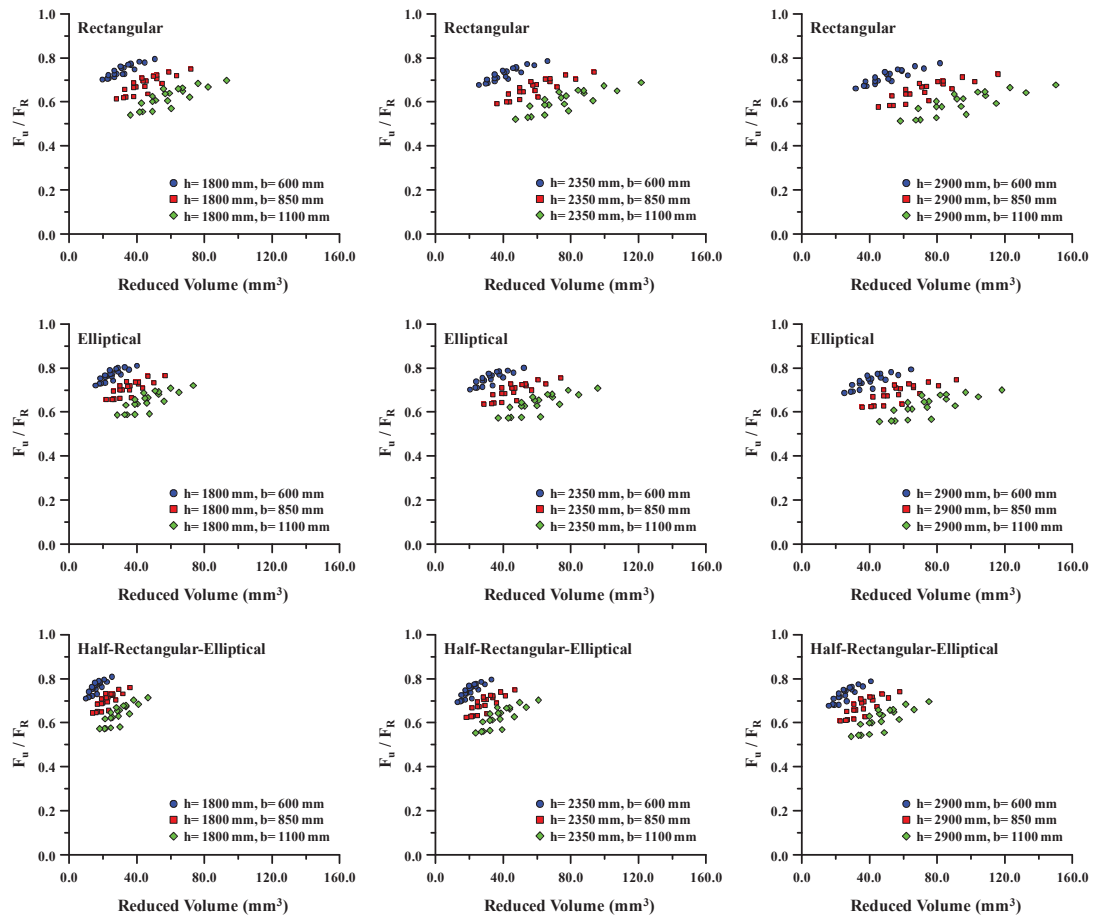 Rectangular
F_u / F_R
1.0
0.8
0.6
0.4
0.2
0.0
h= 1800 mm, b= 600 mm
h= 1800 mm, b= 850 mm
h= 1800 mm, b= 1100 mm
0.0 40.0 80.0 120.0 160.0
Reduced Volume (mm³)
Rectangular
F_u / F_R
1.0
0.8
0.6
0.4
0.2
0.0
h= 2350 mm, b= 600 mm
h= 2350 mm, b= 850 mm
h= 2350 mm, b= 1100 mm
0.0 40.0 80.0 120.0 160.0
Reduced Volume (mm³)
Rectangular
F_u / F_R
1.0
0.8
0.6
0.4
0.2
0.0
h= 2900 mm, b= 600 mm
h= 2900 mm, b= 850 mm
h= 2900 mm, b= 1100 mm
0.0 40.0 80.0 120.0 160.0
Reduced Volume (mm³)
Elliptical
F_u / F_R
1.0
0.8
0.6
0.4
0.2
0.0
h= 1800 mm, b= 600 mm
h= 1800 mm, b= 850 mm
h= 1800 mm, b= 1100 mm
0.0 40.0 80.0 120.0 160.0
Reduced Volume (mm³)
Elliptical
F_u / F_R
1.0
0.8
0.6
0.4
0.2
0.0
h= 2350 mm, b= 600 mm
h= 2350 mm, b= 850 mm
h= 2350 mm, b= 1100 mm
0.0 40.0 80.0 120.0 160.0
Reduced Volume (mm³)
Elliptical
F_u / F_R
1.0
0.8
0.6
0.4
0.2
0.0
h= 2900 mm, b= 600 mm
h= 2900 mm, b= 850 mm
h= 2900 mm, b= 1100 mm
0.0 40.0 80.0 120.0 160.0
Reduced Volume (mm³)
Half-Rectangular-Elliptical
F_u / F_R
1.0
0.8
0.6
0.4
0.2
0.0
h= 1800 mm, b= 600 mm
h= 1800 mm, b= 850 mm
h= 1800 mm, b= 1100 mm
0.0 40.0 80.0 120.0 160.0
Reduced Volume (mm³)
Half-Rectangular-Elliptical
F_u / F_R
1.0
0.8
0.6
0.4
0.2
0.0
h= 2350 mm, b= 600 mm
h= 2350 mm, b= 850 mm
h= 2350 mm, b= 1100 mm
0.0 40.0 80.0 120.0 160.0
Reduced Volume (mm³)
Half-Rectangular-Elliptical
F_u / F_R
1.0
0.8
0.6
0.4
0.2
0.0
h= 2900 mm, b= 600 mm
h= 2900 mm, b= 850 mm
h= 2900 mm, b= 1100 mm
0.0 40.0 80.0 120.0 160.0
Reduced Volume (mm³)